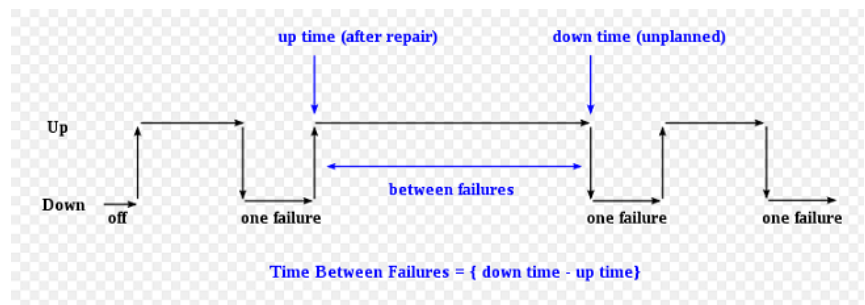 up time (after repair)
down time (unplanned)
Up
between failures
Down
off
one failure
one failure
one failure
Time Between Failures = { down time - up time}